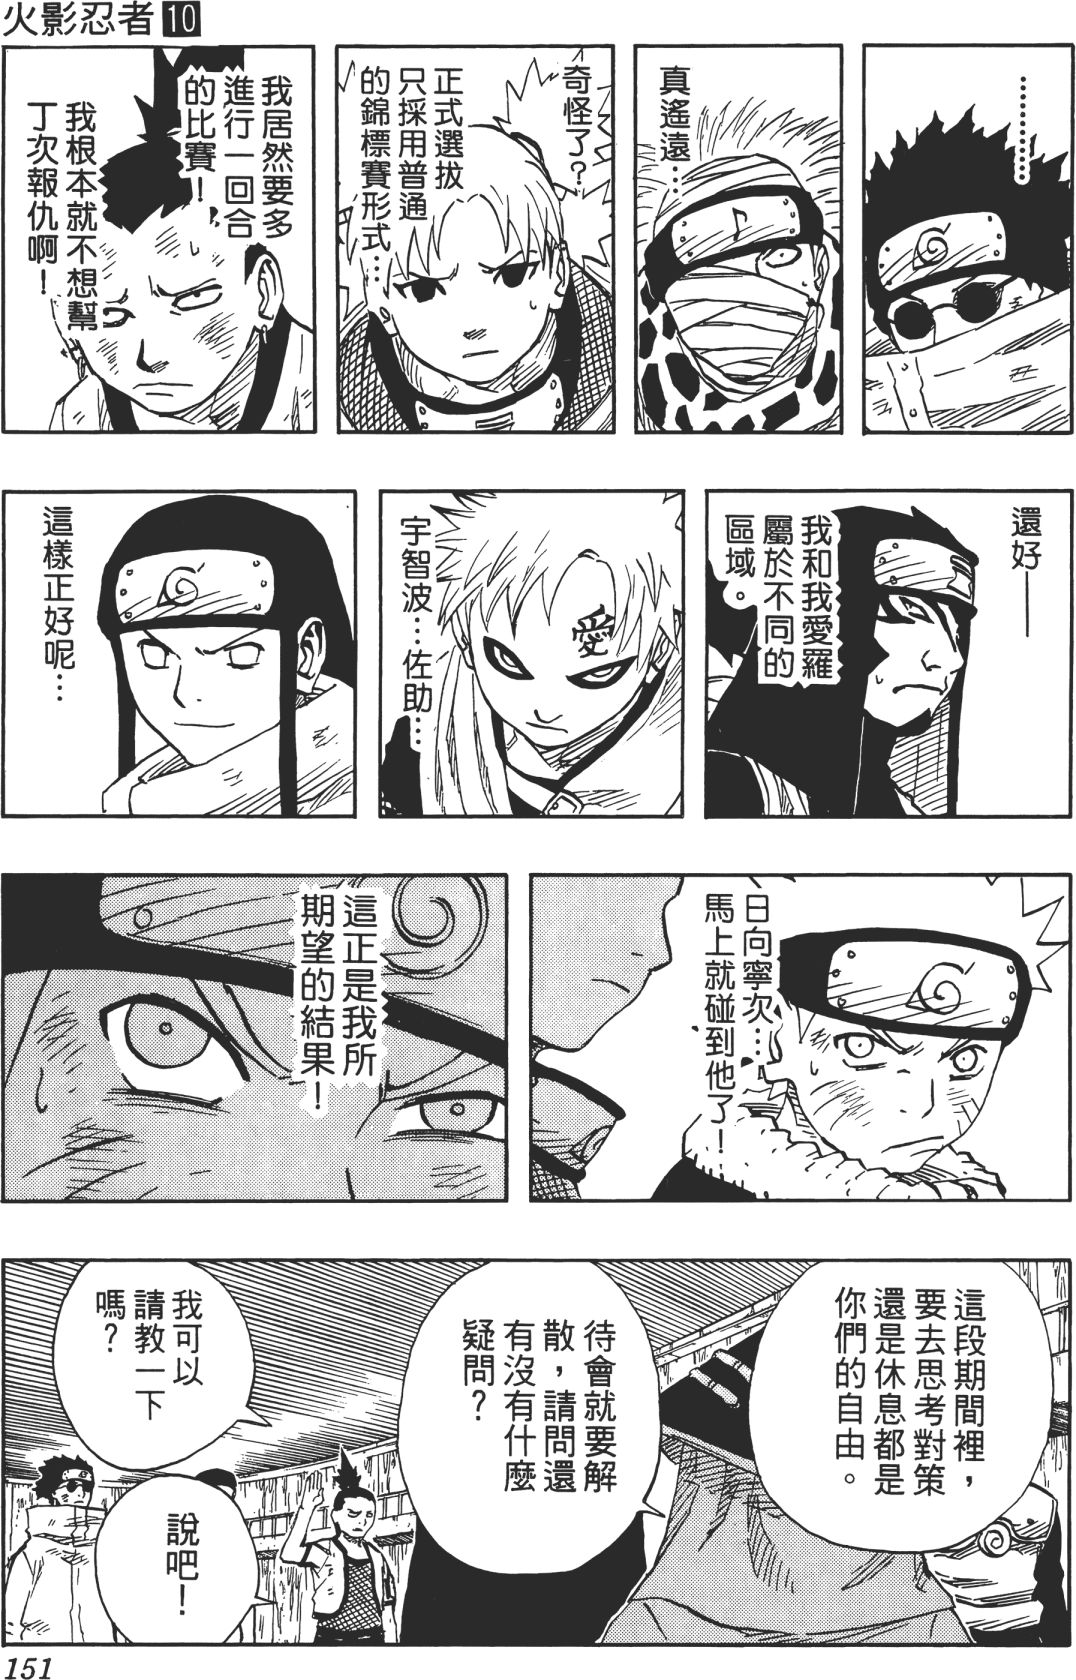 火影忍者10
…………
真遙遠…
奇怪了？
正式選拔
只採用普通
的錦標賽形式…
我居然要多
進行一回合
的比賽！
我根本就不想幫
丁次報仇啊！
還好——
我和我愛羅
屬於不同的
區域。
愛
宇智波…佐助…
這樣正好呢…
日向寧次…
馬上就碰到他了！
這正是我所
期望的結果！
這段期間裡，
要去思考對策
還是休息都是
你們的自由。
待會就要解
散，請問還
有沒有什麼
疑問？
我可以
請教一下
嗎？
說吧！
151